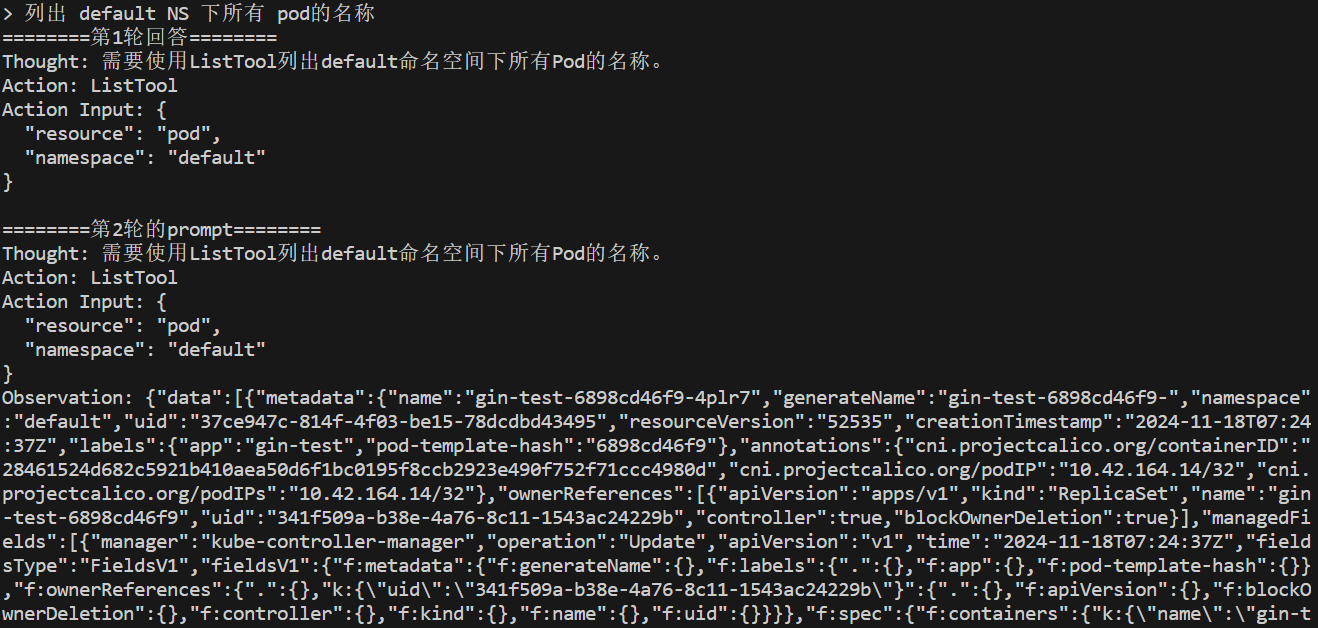 > 列出 default NS 下所有 pod的名称
========第1轮回答========
Thought: 需要使用ListTool列出default命名空间下所有Pod的名称。
Action: ListTool
Action Input: {
  "resource": "pod",
  "namespace": "default"
}
========第2轮的prompt========
Thought: 需要使用ListTool列出default命名空间下所有Pod的名称。
Action: ListTool
Action Input: {
  "resource": "pod",
  "namespace": "default"
}
Observation: {"data":[{"metadata":{"name":"gin-test-6898cd46f9-4plr7","generateName":"gin-test-6898cd46f9-","namespace"
:"default","uid":"37ce947c-814f-4f03-be15-78dcdbd43495","resourceVersion":"52535","creationTimestamp":"2024-11-18T07:24
:37Z","labels":{"app":"gin-test","pod-template-hash":"6898cd46f9"},"annotations":{"cni.projectcalico.org/containerID":"
28461524d682c5921b410aea50d6f1bc0195f8ccb2923e490f752f71ccc4980d","cni.projectcalico.org/podIP":"10.42.164.14/32","cni.
projectcalico.org/podIPs":"10.42.164.14/32"},"ownerReferences":[{"apiVersion":"apps/v1","kind":"ReplicaSet","name":"gin
-test-6898cd46f9","uid":"341f509a-b38e-4a76-8c11-1543ac24229b","controller":true,"blockOwnerDeletion":true}],"managedFi
elds":[{"manager":"kube-controller-manager","operation":"Update","apiVersion":"v1","time":"2024-11-18T07:24:37Z","field
sType":"FieldsV1","fieldsV1":{"f:metadata":{"f:generateName":{},"f:labels":{".":{},"f:app":{},"f:pod-template-hash":{}}
,"f:ownerReferences":{".":{},"k:{\"uid\":\"341f509a-b38e-4a76-8c11-1543ac24229b\"}":{".":{},"f:apiVersion":{},"f:blockO
wnerDeletion":{},"f:controller":{},"f:kind":{},"f:name":{},"f:uid":{}}}},"f:spec":{"f:containers":{"k:{\"name\":\"gin-t